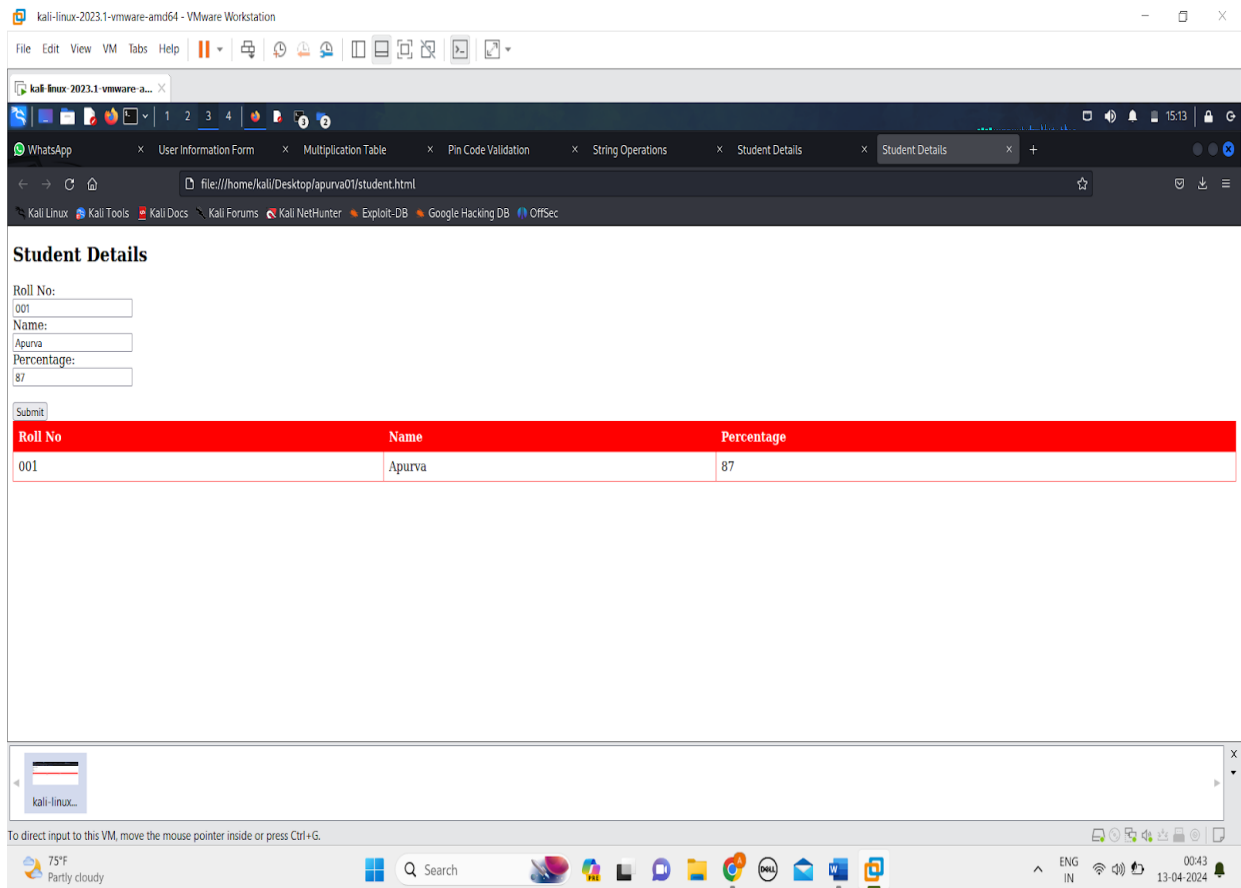 kali-linux-2023.1-vmware-amd64 - VMware Workstation
File Edit View VM Tabs Help
kali-linux-2023.1-vmware-a...
1 2 3 4 15:13
WhatsApp User Information Form Multiplication Table Pin Code Validation String Operations Student Details Student Details
file:///home/kali/Desktop/apurva01/student.html
Kali Linux Kali Tools Kali Docs Kali Forums Kali NetHunter Exploit-DB Google Hacking DB OffSec
Student Details
Roll No:
001
Name:
Apurva
Percentage:
87
Submit
Roll No Name Percentage
001 Apurva 87
kali-linux...
To direct input to this VM, move the mouse pointer inside or press Ctrl+G.
75°F
Partly cloudy
Search
ENG
IN
00:43
13-04-2024